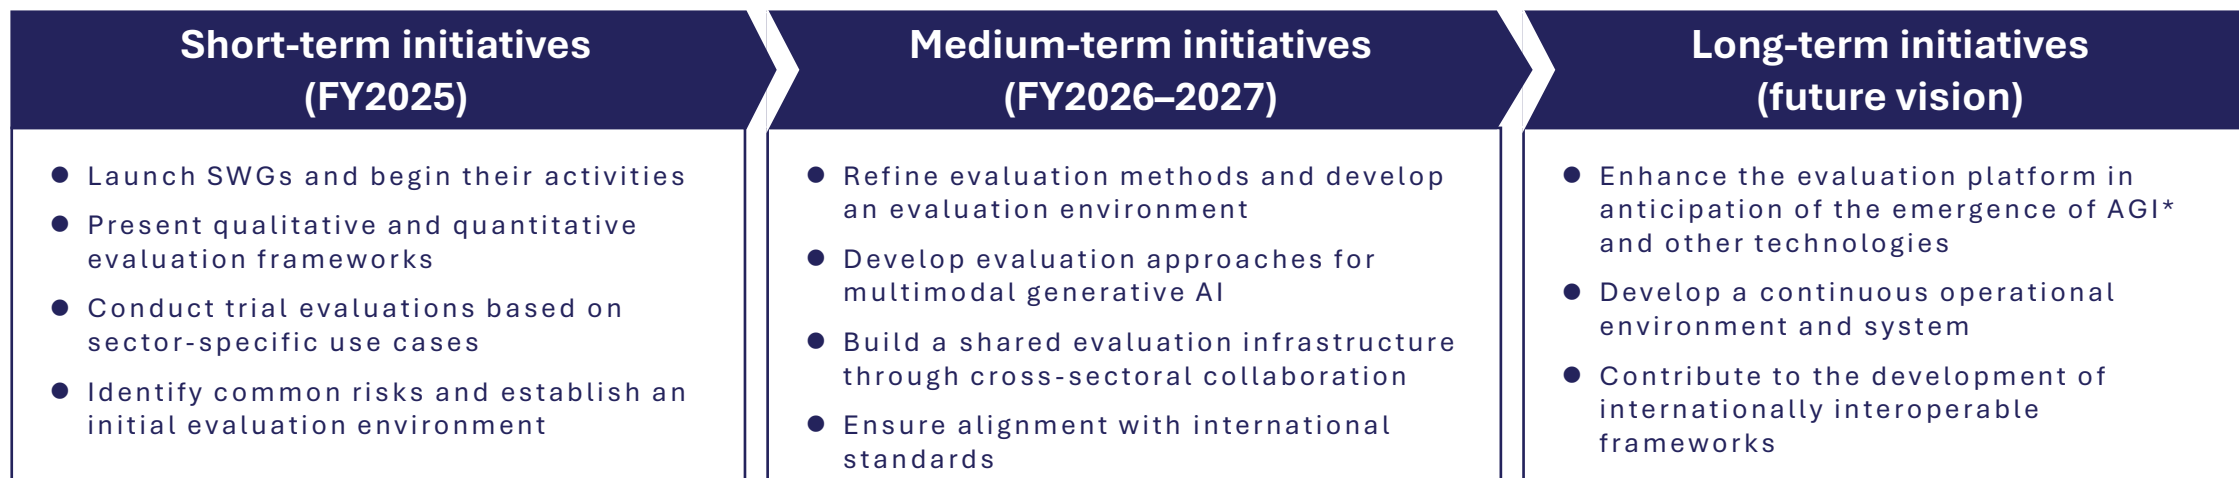 Short-term initiatives
(FY2025)
● Launch SWGs and begin their activities
● Present qualitative and quantitative
evaluation frameworks
● Conduct trial evaluations based on
sector-specific use cases
● Identify common risks and establish an
initial evaluation environment
Medium-term initiatives
(FY2026–2027)
● Refine evaluation methods and develop
an evaluation environment
● Develop evaluation approaches for
multimodal generative AI
● Build a shared evaluation infrastructure
through cross-sectoral collaboration
● Ensure alignment with international
standards
Long-term initiatives
(future vision)
● Enhance the evaluation platform in
anticipation of the emergence of AGI*
and other technologies
● Develop a continuous operational
environment and system
● Contribute to the development of
internationally interoperable
frameworks